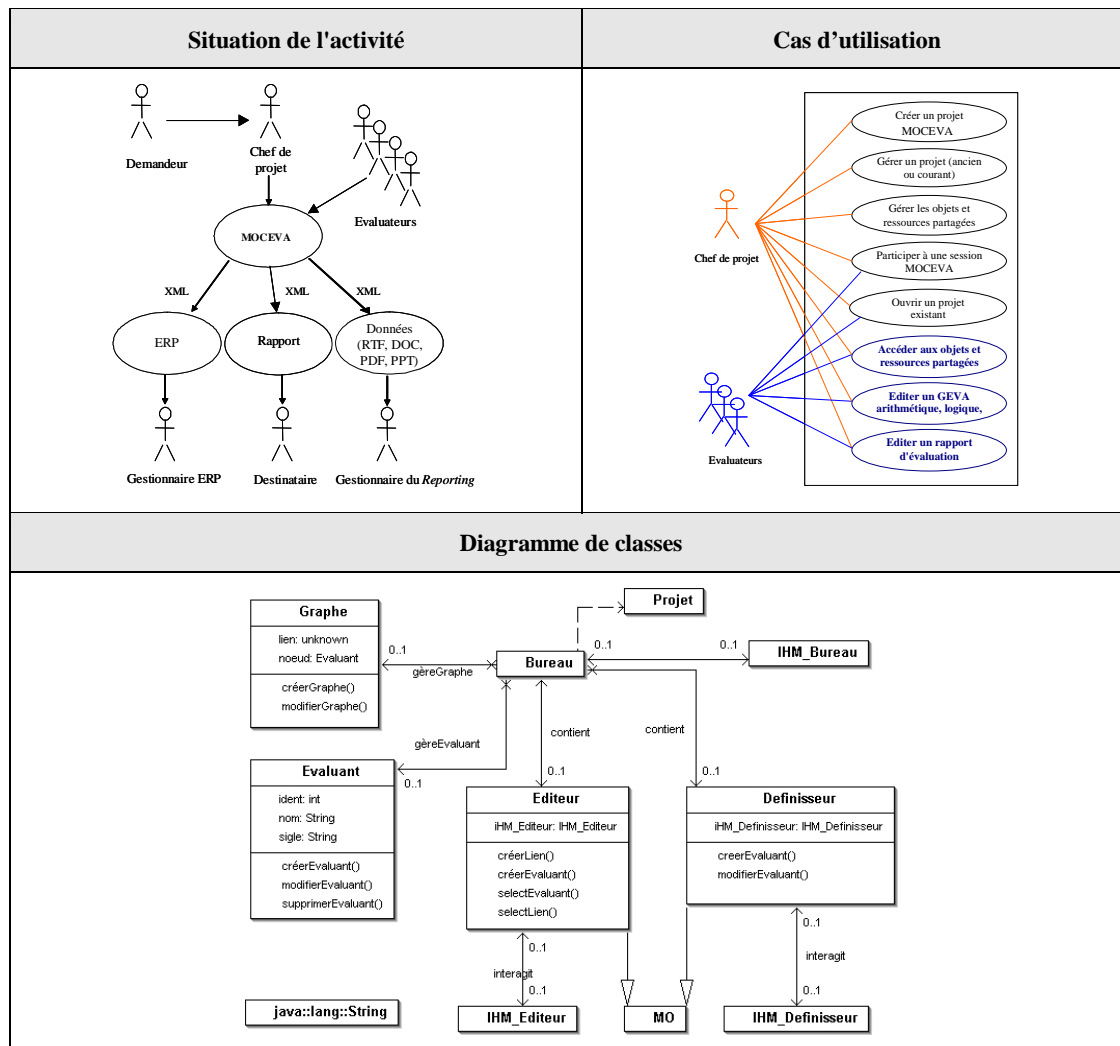 Situation de l'activité
Cas d’utilisation
Demandeur
Chef de
projet
Evaluateurs
MOCEVA
XML
XML
XML
ERP
Rapport
Données
(RTF, DOC,
PDF, PPT)
Gestionnaire ERP
Destinataire
Gestionnaire du Reporting
Créer un projet
MOCEVA
Gérer un projet (ancien
ou courant)
Gérer les objets et
ressources partagées
Chef de projet
Participer à une session
MOCEVA
Ouvrir un projet
existant
Accéder aux objets et
ressources partagées
Editer un GEVA
arithmétique, logique,
Editer un rapport
d'évaluation
Evaluateurs
Diagramme de classes
Graphe
lien: unknown
noeud: Evaluant
créerGraphe()
modifierGraphe()
0..1
gèreGraphe
Projet
Bureau
0..1
0..1
IHM_Bureau
gèreEvaluant
0..1
contient
0..1
contient
0..1
Evaluant
ident: int
nom: String
sigle: String
créerEvaluant()
modifierEvaluant()
supprimerEvaluant()
Editeur
iHM_Editeur: IHM_Editeur
créerLien()
créerEvaluant()
selectEvaluant()
selectLien()
Definisseur
iHM_Definisseur: IHM_Definisseur
creerEvaluant()
modifierEvaluant()
0..1
interagit
0..1
0..1
interagit
0..1
java::lang::String
IHM_Editeur
MO
IHM_Definisseur